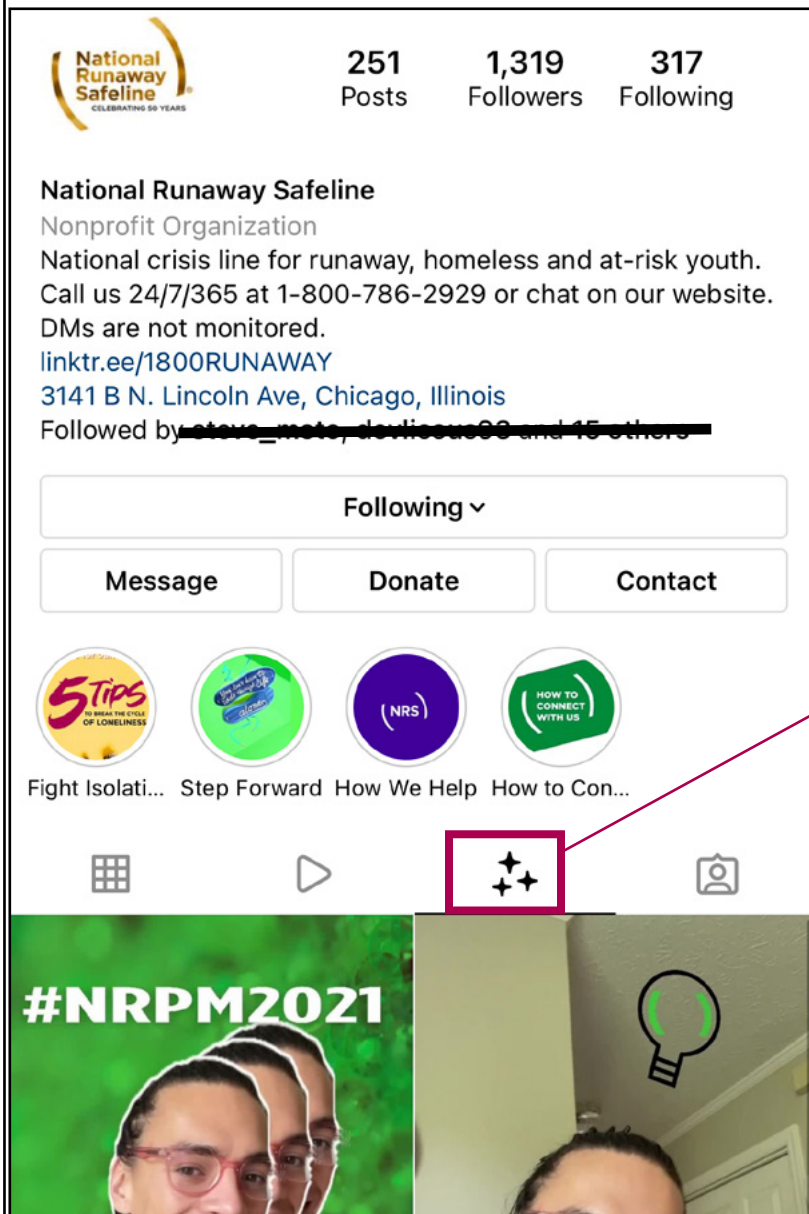 National
Runaway
Safeline
CELEBRATING 50 YEARS
251 1,319 317
Posts Followers Following
National Runaway Safeline
Nonprofit Organization
National crisis line for runaway, homeless and at-risk youth.
Call us 24/7/365 at 1-800-786-2929 or chat on our website.
DMs are not monitored.
linktr.ee/1800RUNAWAY
3141 B N. Lincoln Ave, Chicago, Illinois
Followed by
Following
Message Donate Contact
5 TIPS
TO BREAK THE CYCLE
OF LONELINESS
(NRS)
HOW TO
CONNECT
WITH US
Fight Isolati... Step Forward How We Help How to Con...
#NRPM2021